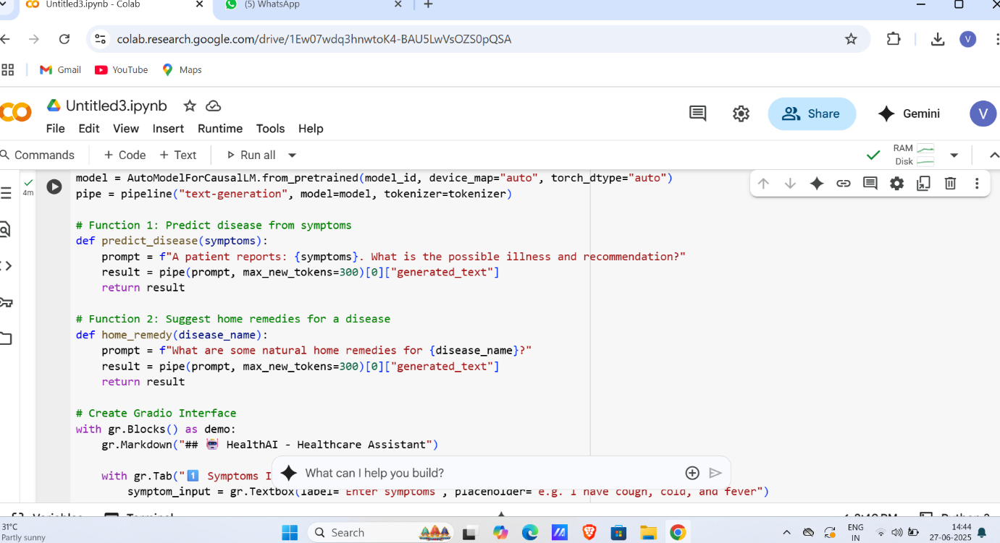 Untitled3.ipynb - Colab
(5) WhatsApp
colab.research.google.com/drive/1Ew07wdq3hnwtoK4-BAU5LwVsOZS0pQSA
V
Gmail
YouTube
Maps
Untitled3.ipynb
Share
Gemini
V
File Edit View Insert Runtime Tools Help
Commands + Code + Text Run all
RAM
Disk
4m
model = AutoModelForCausalLM.from_pretrained(model_id, device_map="auto", torch_dtype="auto")
pipe = pipeline("text-generation", model=model, tokenizer=tokenizer)
# Function 1: Predict disease from symptoms
def predict_disease(symptoms):
prompt = f"A patient reports: {symptoms}. What is the possible illness and recommendation?"
result = pipe(prompt, max_new_tokens=300)[0]["generated_text"]
return result
# Function 2: Suggest home remedies for a disease
def home_remedy(disease_name):
prompt = f"What are some natural home remedies for {disease_name}?"
result = pipe(prompt, max_new_tokens=300)[0]["generated_text"]
return result
# Create Gradio Interface
with gr.Blocks() as demo:
gr.Markdown("## 🤖 HealthAI - Healthcare Assistant")
with gr.Tab("1️⃣ Symptoms I
What can I help you build?
symptom_input = gr.Textbox(label="Enter symptoms", placeholder="e.g. I have cough, cold, and fever")
Variables Terminal
31°C
Partly sunny
Search
ENG
IN
14:44
27-06-2025